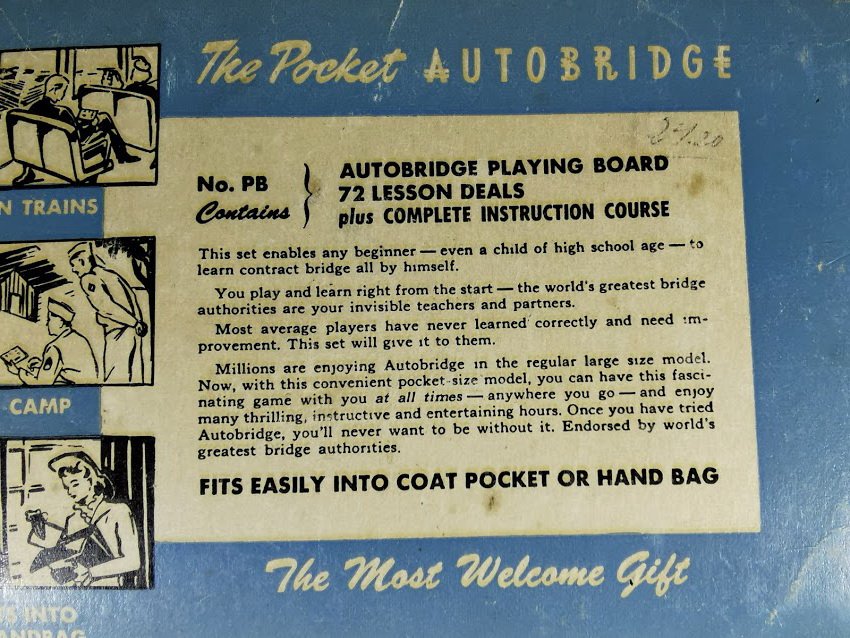 The Pocket AUTOBRIDGE
No. PB
Contains
AUTOBRIDGE PLAYING BOARD
72 LESSON DEALS
plus COMPLETE INSTRUCTION COURSE
This set enables any beginner — even a child of high school age — to
learn contract bridge all by himself.
You play and learn right from the start — the world's greatest bridge
authorities are your invisible teachers and partners.
Most average players have never learned correctly and need im-
provement. This set will give it to them.
Millions are enjoying Autobridge in the regular large size model.
Now, with this convenient pocket-size model, you can have this fasci-
nating game with you at all times — anywhere you go — and enjoy
many thrilling, instructive and entertaining hours. Once you have tried
Autobridge, you'll never want to be without it. Endorsed by world's
greatest bridge authorities.
FITS EASILY INTO COAT POCKET OR HAND BAG
The Most Welcome Gift
N TRAINS
CAMP
INTO